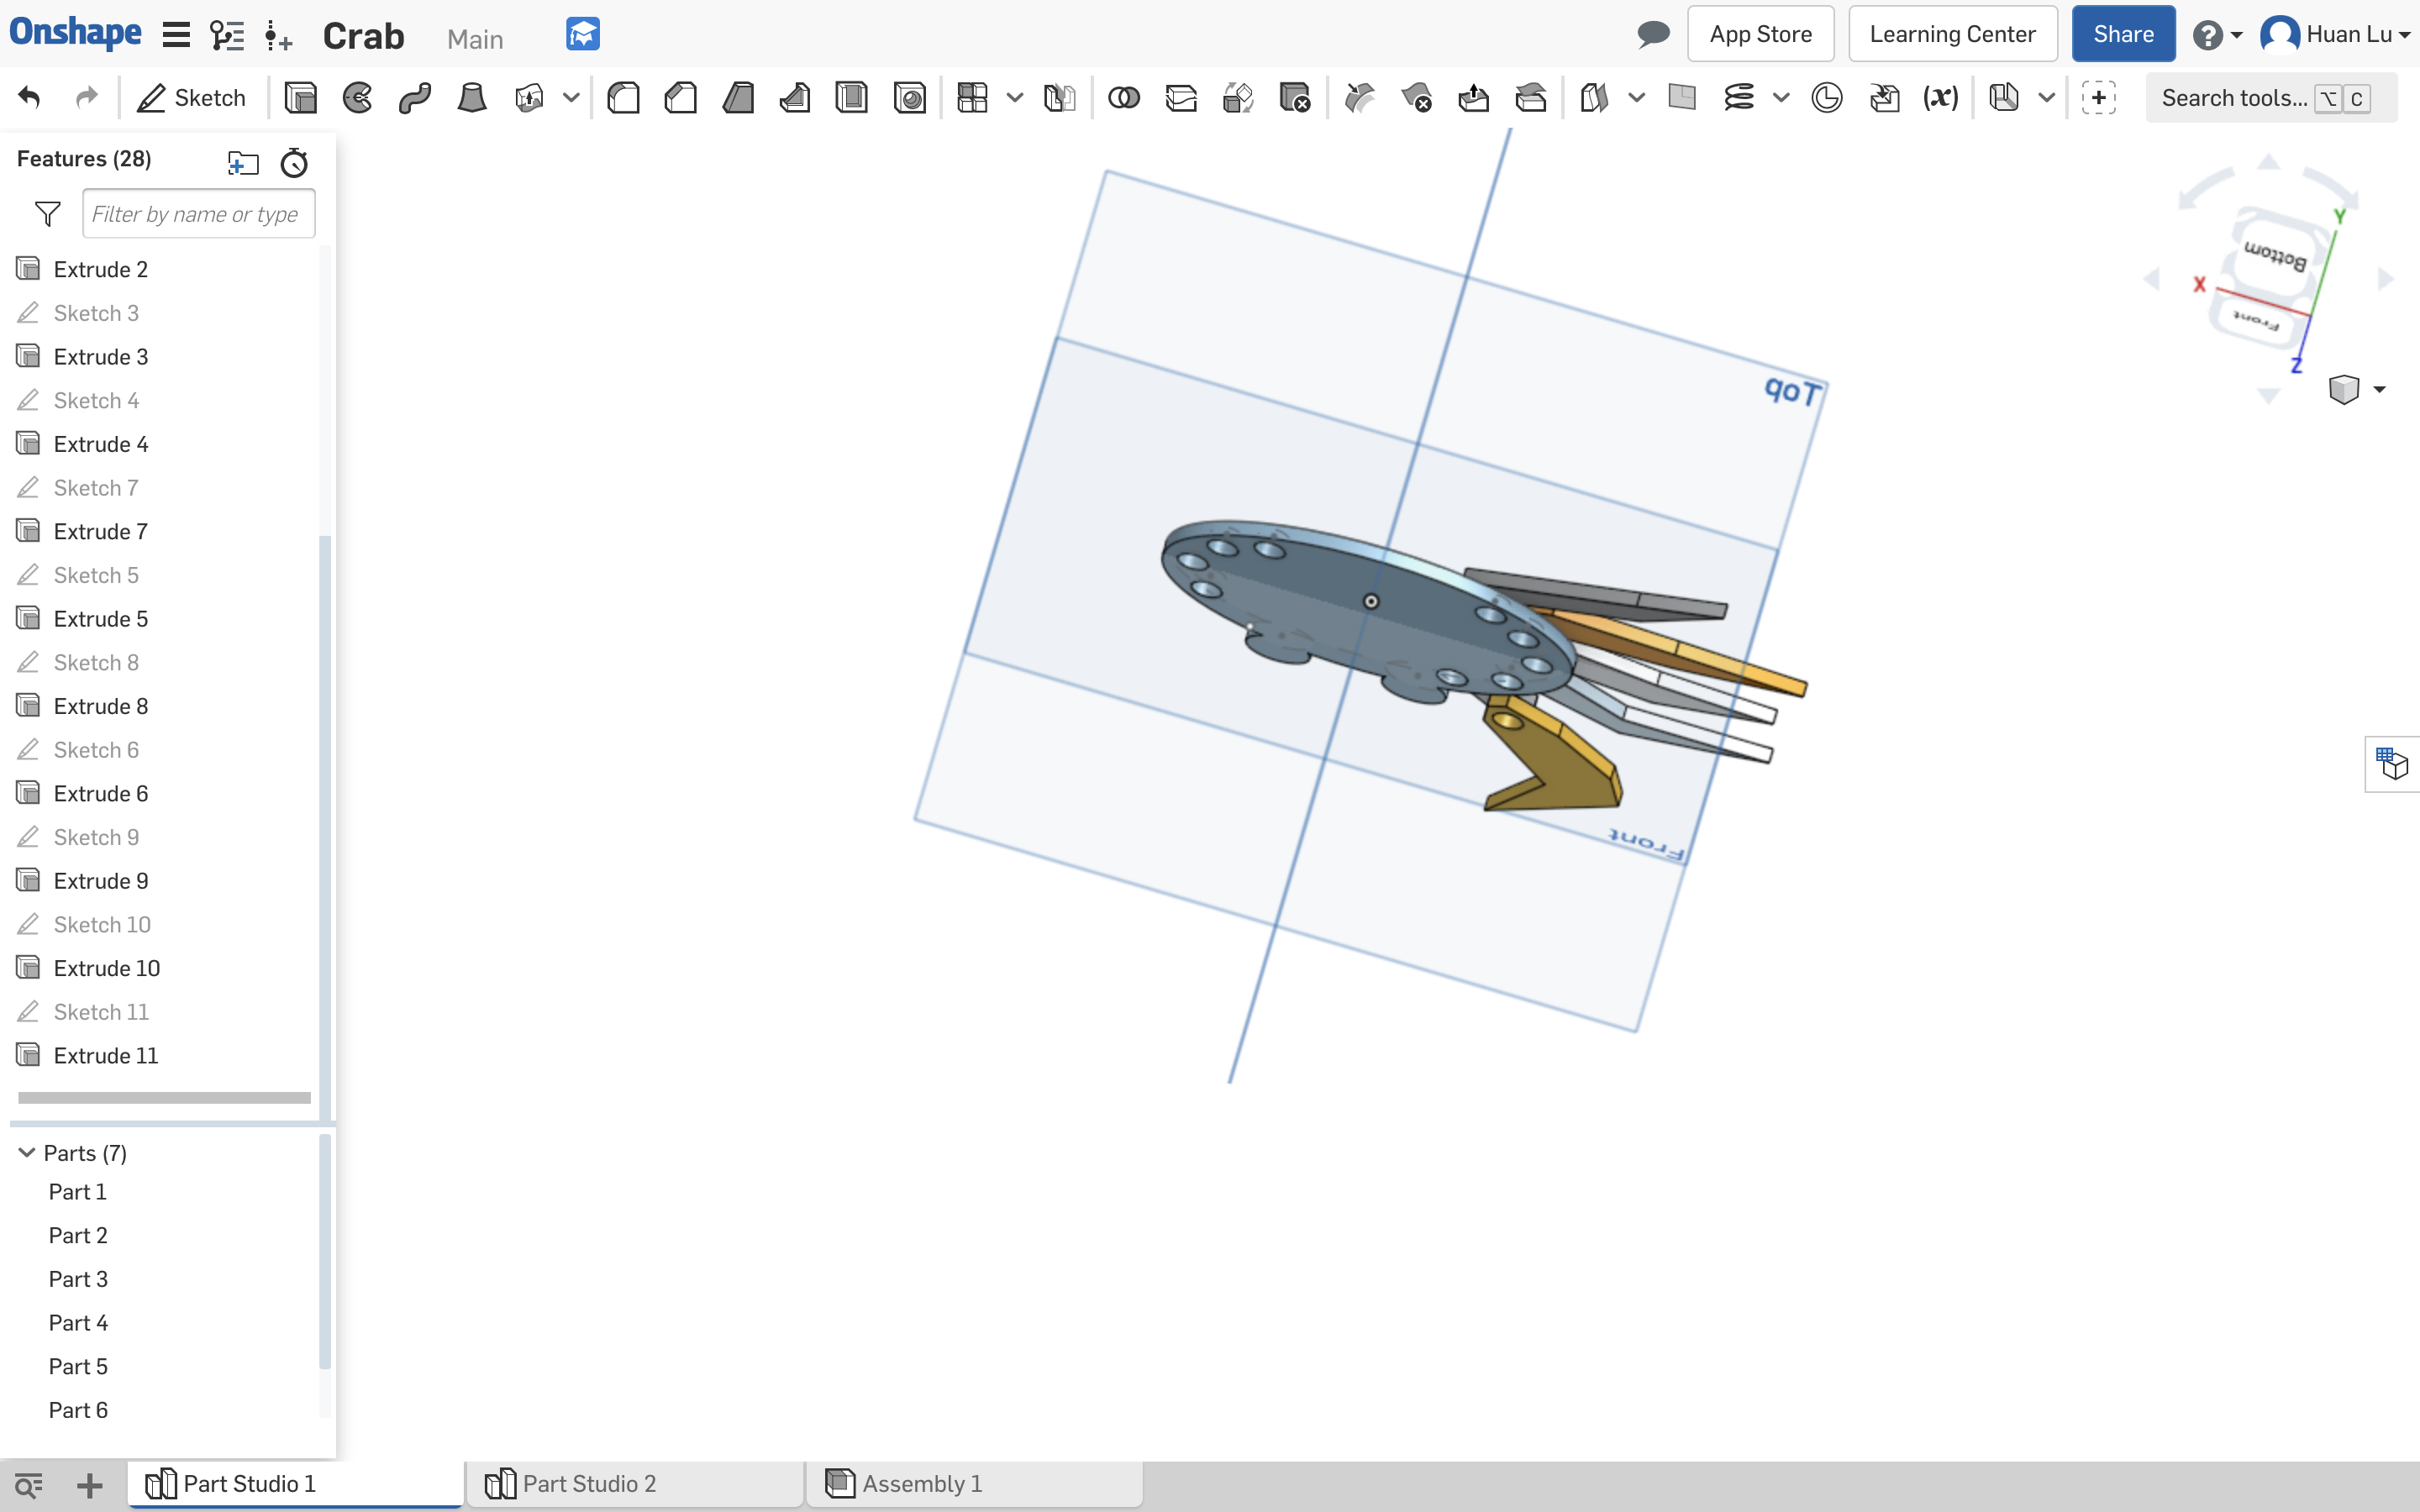 Onshape Crab Main App Store Learning Center Share Huan Lu
Sketch (x) Search tools... ⌥ C
Features (28)
Filter by name or type
Extrude 2
Sketch 3
Extrude 3
Sketch 4
Extrude 4
Sketch 7
Extrude 7
Sketch 5
Extrude 5
Sketch 8
Extrude 8
Sketch 6
Extrude 6
Sketch 9
Extrude 9
Sketch 10
Extrude 10
Sketch 11
Extrude 11
Parts (7)
Part 1
Part 2
Part 3
Part 4
Part 5
Part 6
Top
Front
Y
Bottom
X
Front
Z
Part Studio 1 Part Studio 2 Assembly 1